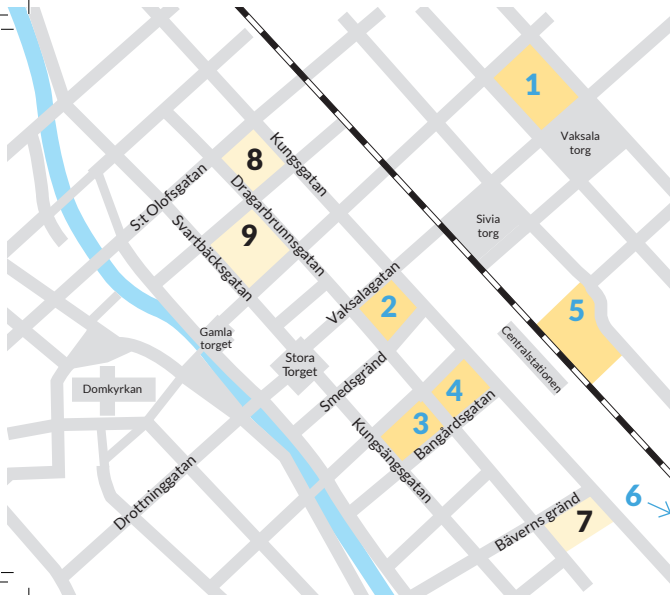 1
Vaksala
torg
8
Kungsgatan
S:t Olofsgatan
Dragarbrunnsgatan
Svartbäcksgatan
9
Sivia
torg
Vaksalagatan
2
5
Gamla
torget
Stora
Torget
Centralstationen
Smedsgränd
Domkyrkan
4
3
Bangårdsgatan
Kungsängsgatan
Drottninggatan
6
Bäverns gränd
7